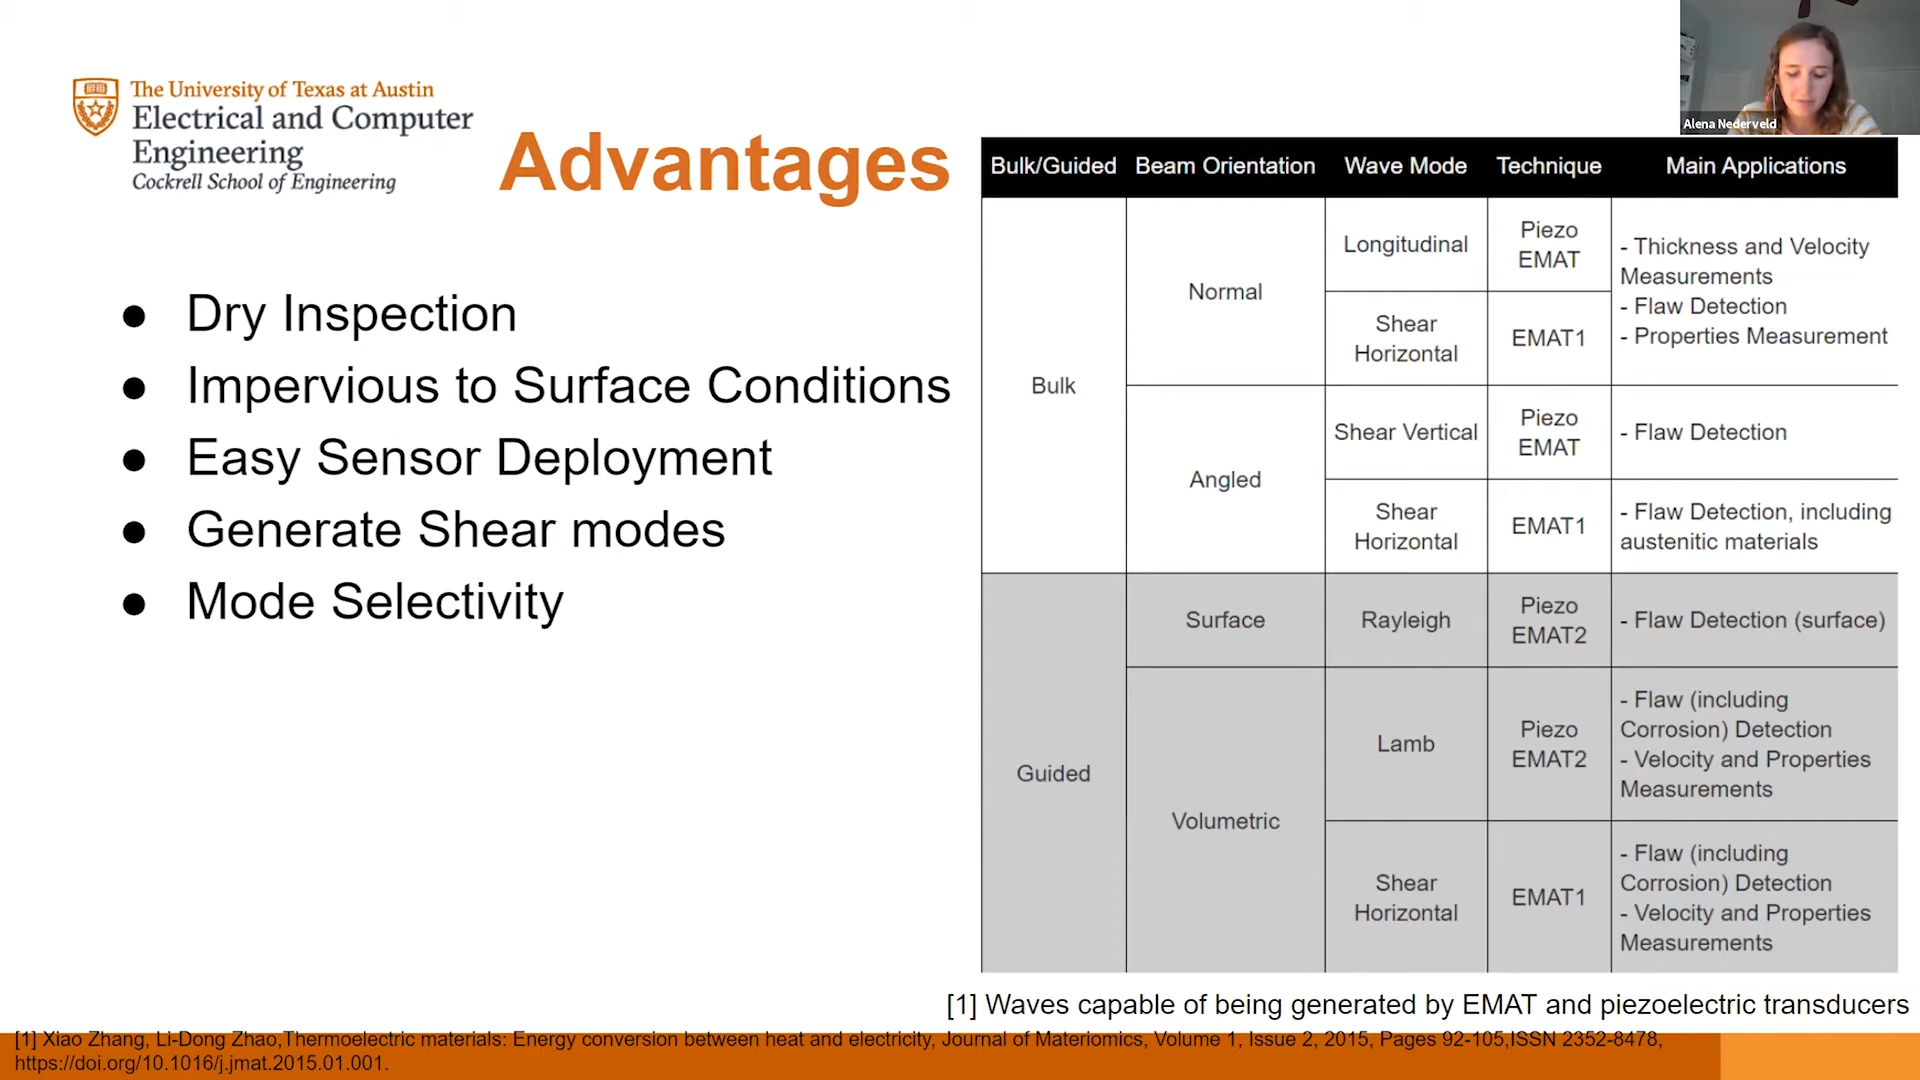 The University of Texas at Austin
Electrical and Computer
Engineering
Cockrell School of Engineering
Advantages
Alena Nederveld
● Dry Inspection
● Impervious to Surface Conditions
● Easy Sensor Deployment
● Generate Shear modes
● Mode Selectivity
Bulk/Guided Beam Orientation Wave Mode Technique Main Applications
Bulk
Normal
Longitudinal
Piezo
EMAT
- Thickness and Velocity
Measurements
- Flaw Detection
- Properties Measurement
Shear
Horizontal
EMAT1
Angled
Shear Vertical
Piezo
EMAT
- Flaw Detection
Shear
Horizontal
EMAT1
- Flaw Detection, including
austenitic materials
Guided
Surface
Rayleigh
Piezo
EMAT2
- Flaw Detection (surface)
Volumetric
Lamb
Piezo
EMAT2
- Flaw (including
Corrosion) Detection
- Velocity and Properties
Measurements
Shear
Horizontal
EMAT1
- Flaw (including
Corrosion) Detection
- Velocity and Properties
Measurements
[1] Waves capable of being generated by EMAT and piezoelectric transducers
[1] Xiao Zhang, Li-Dong Zhao,Thermoelectric materials: Energy conversion between heat and electricity, Journal of Materiomics, Volume 1, Issue 2, 2015, Pages 92-105,ISSN 2352-8478,
https://doi.org/10.1016/j.jmat.2015.01.001.